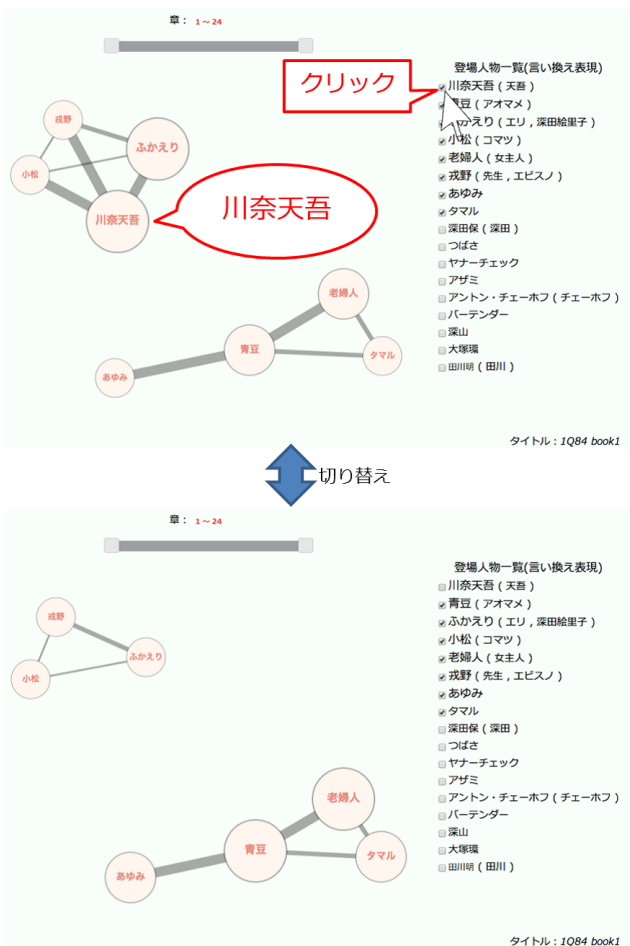 章： 1～24
登場人物一覧(言い換え表現)
クリック
川奈天吾 ( 天吾 )
青豆 ( アオマメ )
ふかえり ( エリ , 深田絵里子 )
小松 ( コマツ )
老婦人 ( 女主人 )
戎野 ( 先生 , エビスノ )
あゆみ
タマル
深田保 ( 深田 )
つばさ
ヤナーチェック
アザミ
アントン・チェーホフ ( チェーホフ )
バーテンダー
深山
大塚環
田川明 ( 田川 )
戎野
ふかえり
小松
川奈天吾
川奈天吾
老婦人
青豆
タマル
あゆみ
タイトル : 1Q84 book1
切り替え
章： 1～24
登場人物一覧(言い換え表現)
川奈天吾 ( 天吾 )
青豆 ( アオマメ )
ふかえり ( エリ , 深田絵里子 )
小松 ( コマツ )
老婦人 ( 女主人 )
戎野 ( 先生 , エビスノ )
あゆみ
タマル
深田保 ( 深田 )
つばさ
ヤナーチェック
アザミ
アントン・チェーホフ ( チェーホフ )
バーテンダー
深山
大塚環
田川明 ( 田川 )
戎野
ふかえり
小松
老婦人
青豆
タマル
あゆみ
タイトル : 1Q84 book1